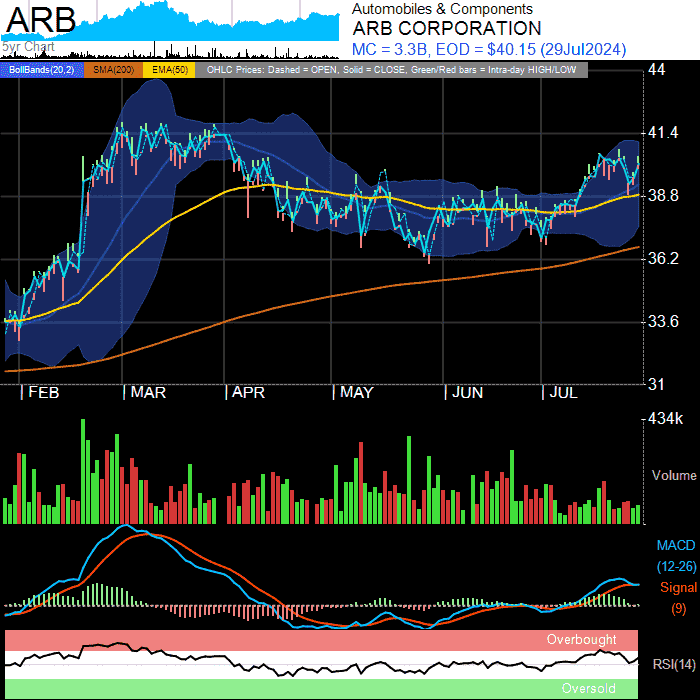 ARB
5yr Chart
Automobiles & Components
ARB CORPORATION
MC = 3.3B, EOD = $40.15 (29Jul2024)
BollBands(20,2) SMA(200) EMA(50) OHLC Prices: Dashed = OPEN, Solid = CLOSE, Green/Red bars = Intra-day HIGH/LOW
44
41.4
38.8
36.2
33.6
31
FEB MAR APR MAY JUN JUL
434k
Volume
MACD
(12-26)
Signal
(9)
Overbought
RSI(14)
Oversold